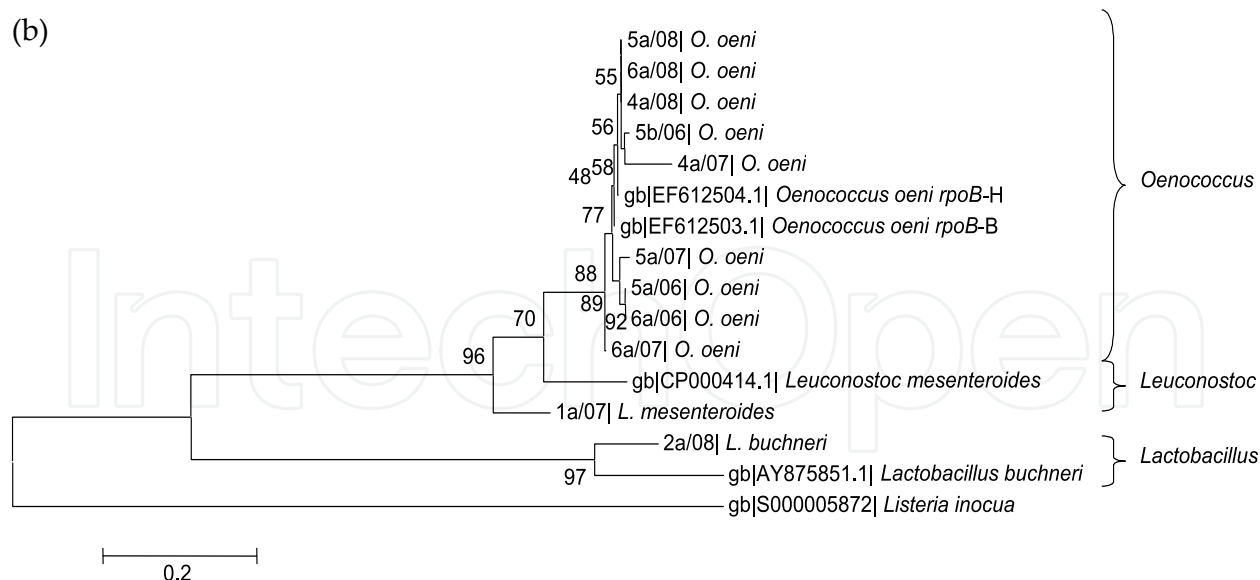 (b)
5a/08| O. oeni
6a/08| O. oeni
55
4a/08| O. oeni
56
5b/06| O. oeni
4a/07| O. oeni
48
58
gb|EF612504.1| Oenococcus oeni rpoB-H
Oenococcus
77
gb|EF612503.1| Oenococcus oeni rpoB-B
5a/07| O. oeni
88
5a/06| O. oeni
89
92
6a/06| O. oeni
70
6a/07| O. oeni
96
gb|CP000414.1| Leuconostoc mesenteroides
Leuconostoc
1a/07| L. mesenteroides
2a/08| L. buchneri
Lactobacillus
97
gb|AY875851.1| Lactobacillus buchneri
gb|S000005872| Listeria inocua
0.2
IntechOpen